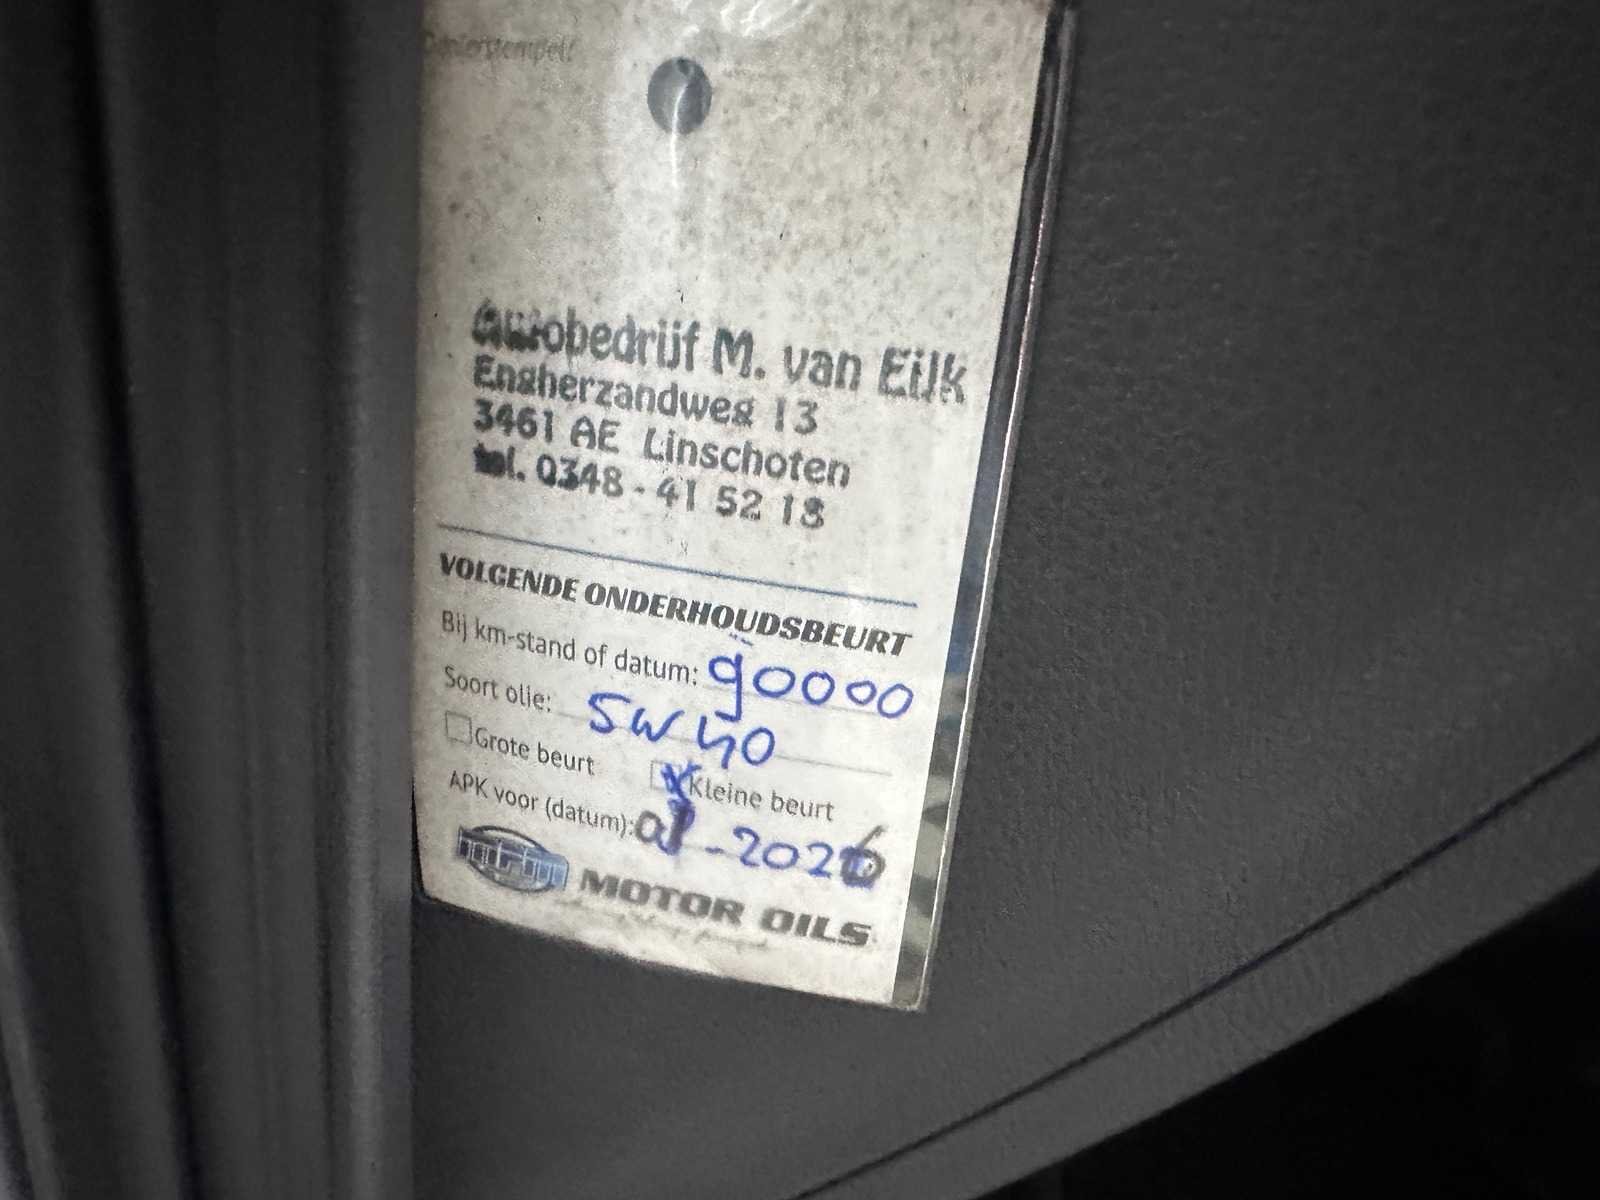 Autobedrijf M. van Eijk
Engherzandweg 13
3461 AE Linschoten
tel. 0348 - 41 52 18
VOLGENDE ONDERHOUDSBEURT
Bij km-stand of datum: 90000
Soort olie: 5W40
Grote beurt
Kleine beurt
APK voor (datum): -2026
MOTOR OILS